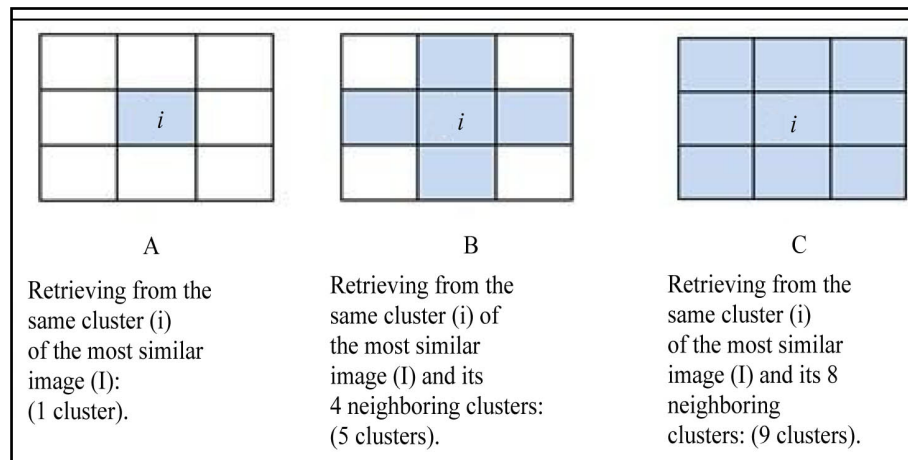 i
i
i
A
Retrieving from the
same cluster (i)
of the most similar
image (I):
(1 cluster).
B
Retrieving from the
same cluster (i) of
the most similar
image (I) and its
4 neighboring clusters:
(5 clusters).
C
Retrieving from the
same cluster (i)
of the most similar
image (I) and its 8
neighboring
clusters: (9 clusters).